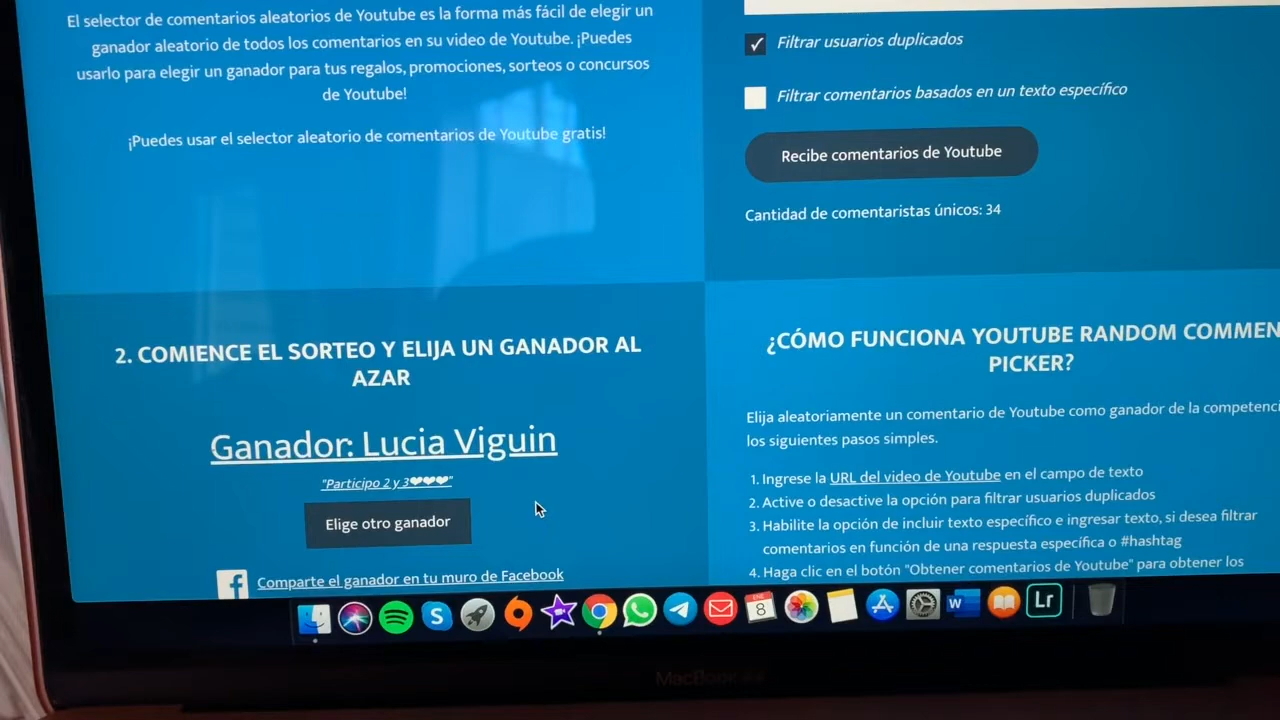 El selector de comentarios aleatorios de Youtube es la forma más fácil de elegir un
ganador aleatorio de todos los comentarios en su video de Youtube. ¡Puedes
usarlo para elegir un ganador para tus regalos, promociones, sorteos o concursos
de Youtube!
¡Puedes usar el selector aleatorio de comentarios de Youtube gratis!
Filtrar usuarios duplicados
Filtrar comentarios basados en un texto específico
Recibe comentarios de Youtube
Cantidad de comentaristas únicos: 34
2. COMIENCE EL SORTEO Y ELIJA UN GANADOR AL
AZAR
Ganador: Lucia Viguin
"Participo 2 y 3❤❤❤"
Elige otro ganador
Comparte el ganador en tu muro de Facebook
¿CÓMO FUNCIONA YOUTUBE RANDOM COMMEN
PICKER?
Elija aleatoriamente un comentario de Youtube como ganador de la competenci
los siguientes pasos simples.
1. Ingrese la URL del video de Youtube en el campo de texto
2. Active o desactive la opción para filtrar usuarios duplicados
3. Habilite la opción de incluir texto específico e ingresar texto, si desea filtrar
comentarios en función de una respuesta específica o #hashtag
4. Haga clic en el botón "Obtener comentarios de Youtube" para obtener los
ENE
8
W
Lr
MacBook